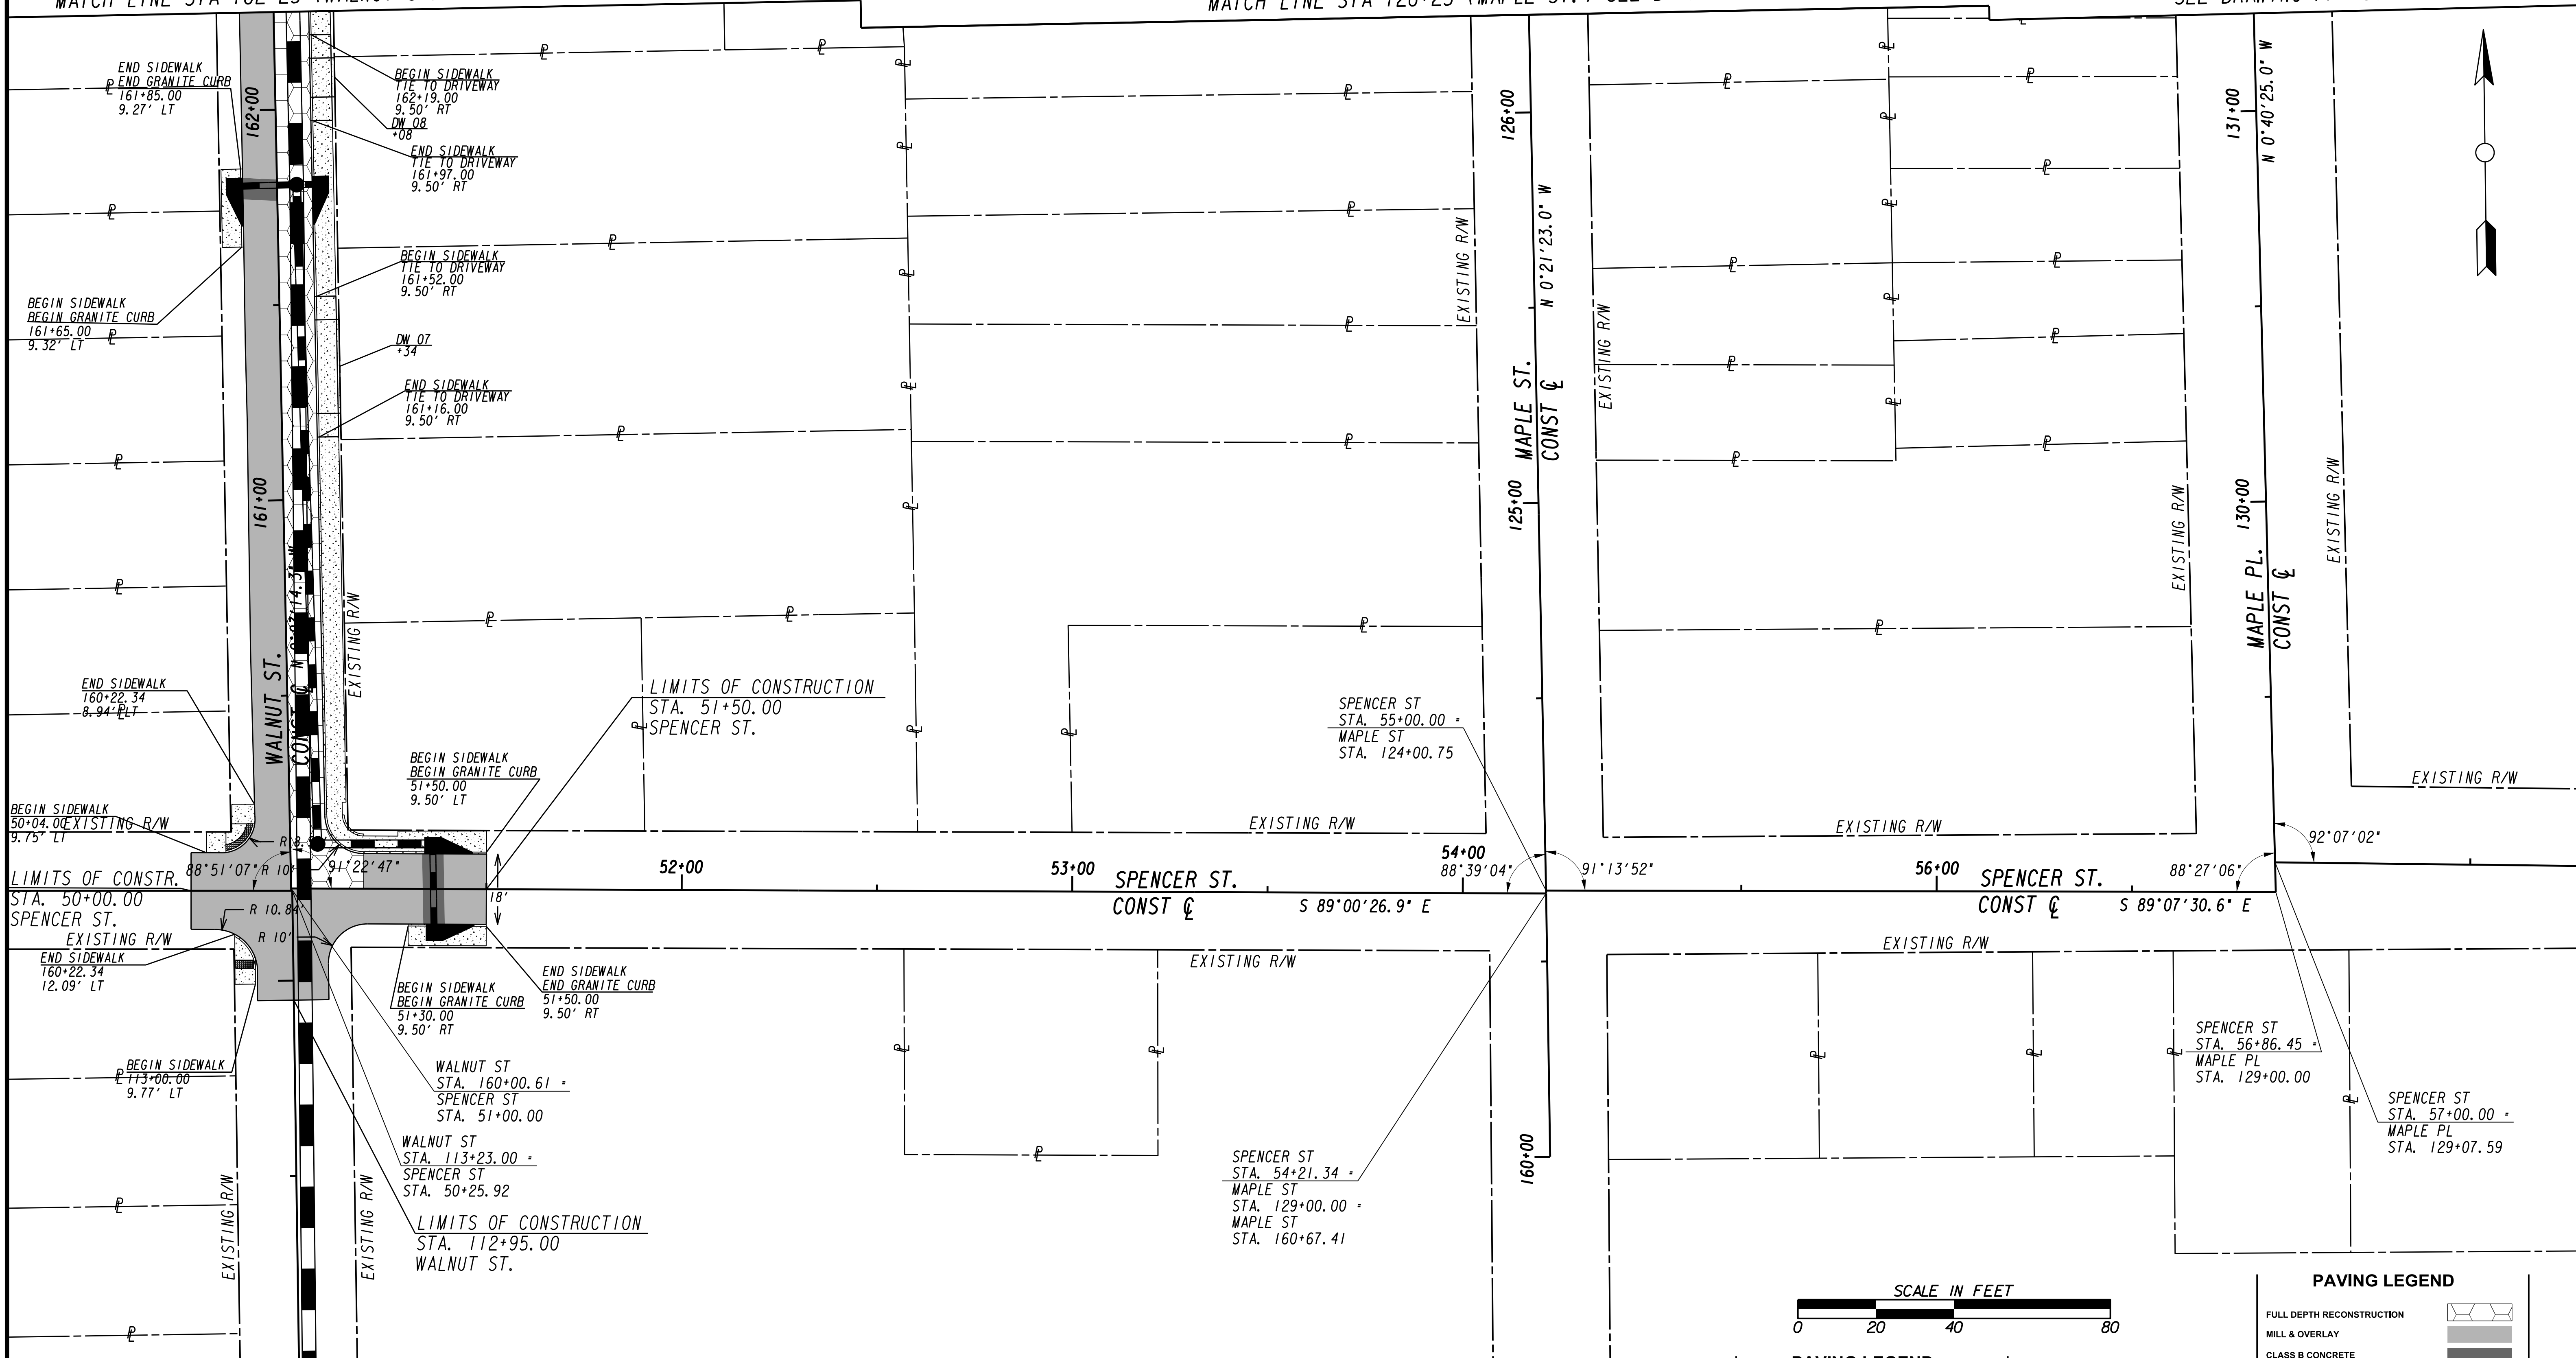 END SIDEWALK
END GRANITE CURB
161+85.00
9.27' LT
BEGIN SIDEWALK
TIE TO DRIVEWAY
162+19.00
9.50' RT
DW 08
+08
END SIDEWALK
TIE TO DRIVEWAY
161+97.00
9.50' RT
162+00
BEGIN SIDEWALK
TIE TO DRIVEWAY
161+52.00
9.50' RT
BEGIN SIDEWALK
BEGIN GRANITE CURB
161+65.00
9.32' LT
DW 07
+34
END SIDEWALK
TIE TO DRIVEWAY
161+16.00
9.50' RT
161+00
WALNUT ST.
EXISTING R/W
END SIDEWALK
160+22.34
8.94' LT
LIMITS OF CONSTRUCTION
STA. 51+50.00
SPENCER ST.
BEGIN SIDEWALK
BEGIN GRANITE CURB
51+50.00
9.50' LT
BEGIN SIDEWALK
50+04.00
9.75' LT
EXISTING R/W
88°51'07"
R 10'
91°22'47"
LIMITS OF CONSTR.
STA. 50+00.00
SPENCER ST.
R 10.84'
R 10'
18'
EXISTING R/W
END SIDEWALK
160+22.34
12.09' LT
BEGIN SIDEWALK
BEGIN GRANITE CURB
51+30.00
9.50' RT
END SIDEWALK
END GRANITE CURB
51+50.00
9.50' RT
BEGIN SIDEWALK
113+00.00
9.77' LT
WALNUT ST
STA. 160+00.61 =
SPENCER ST
STA. 51+00.00
WALNUT ST
STA. 113+23.00 =
SPENCER ST
STA. 50+25.92
LIMITS OF CONSTRUCTION
STA. 112+95.00
WALNUT ST.
EXISTING R/W
EXISTING R/W
52+00
53+00
SPENCER ST.
CONST ℄
S 89°00'26.9" E
54+00
88°39'04"
91°13'52"
EXISTING R/W
EXISTING R/W
126+00
N 0°21'23.0" W
EXISTING R/W
EXISTING R/W
MAPLE ST.
CONST ℄
125+00
SPENCER ST
STA. 55+00.00 =
MAPLE ST
STA. 124+00.75
160+00
SPENCER ST
STA. 54+21.34 =
MAPLE ST
STA. 129+00.00 =
MAPLE ST
STA. 160+67.41
131+00
N 0°40'25.0" W
EXISTING R/W
EXISTING R/W
130+00
MAPLE PL.
CONST ℄
EXISTING R/W
EXISTING R/W
92°07'02"
88°27'06"
56+00
SPENCER ST.
CONST ℄
S 89°07'30.6" E
EXISTING R/W
SPENCER ST
STA. 56+86.45 =
MAPLE PL
STA. 129+00.00
SPENCER ST
STA. 57+00.00 =
MAPLE PL
STA. 129+07.59
SCALE IN FEET
0 20 40 80
PAVING LEGEND
FULL DEPTH RECONSTRUCTION
MILL & OVERLAY
CLASS B CONCRETE